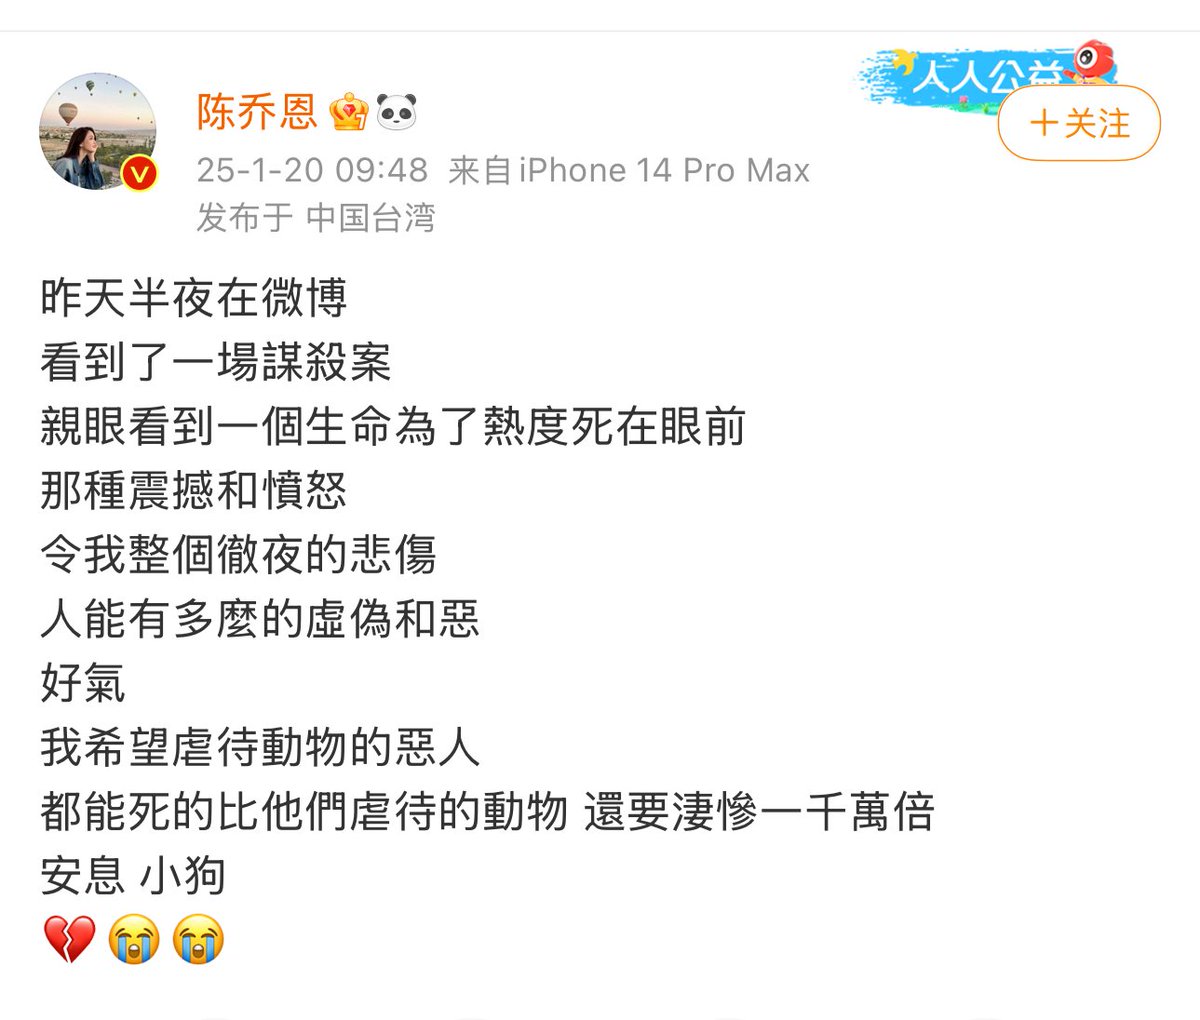 人人公益
陈乔恩
+关注
25-1-20 09:48 来自 iPhone 14 Pro Max
发布于 中国台湾
昨天半夜在微博
看到了一場謀殺案
親眼看到一個生命為了熱度死在眼前
那種震撼和憤怒
令我整個徹夜的悲傷
人能有多麼的虛偽和惡
好氣
我希望虐待動物的惡人
都能死的比他們虐待的動物 還要淒慘一千萬倍
安息 小狗
💔😭😭